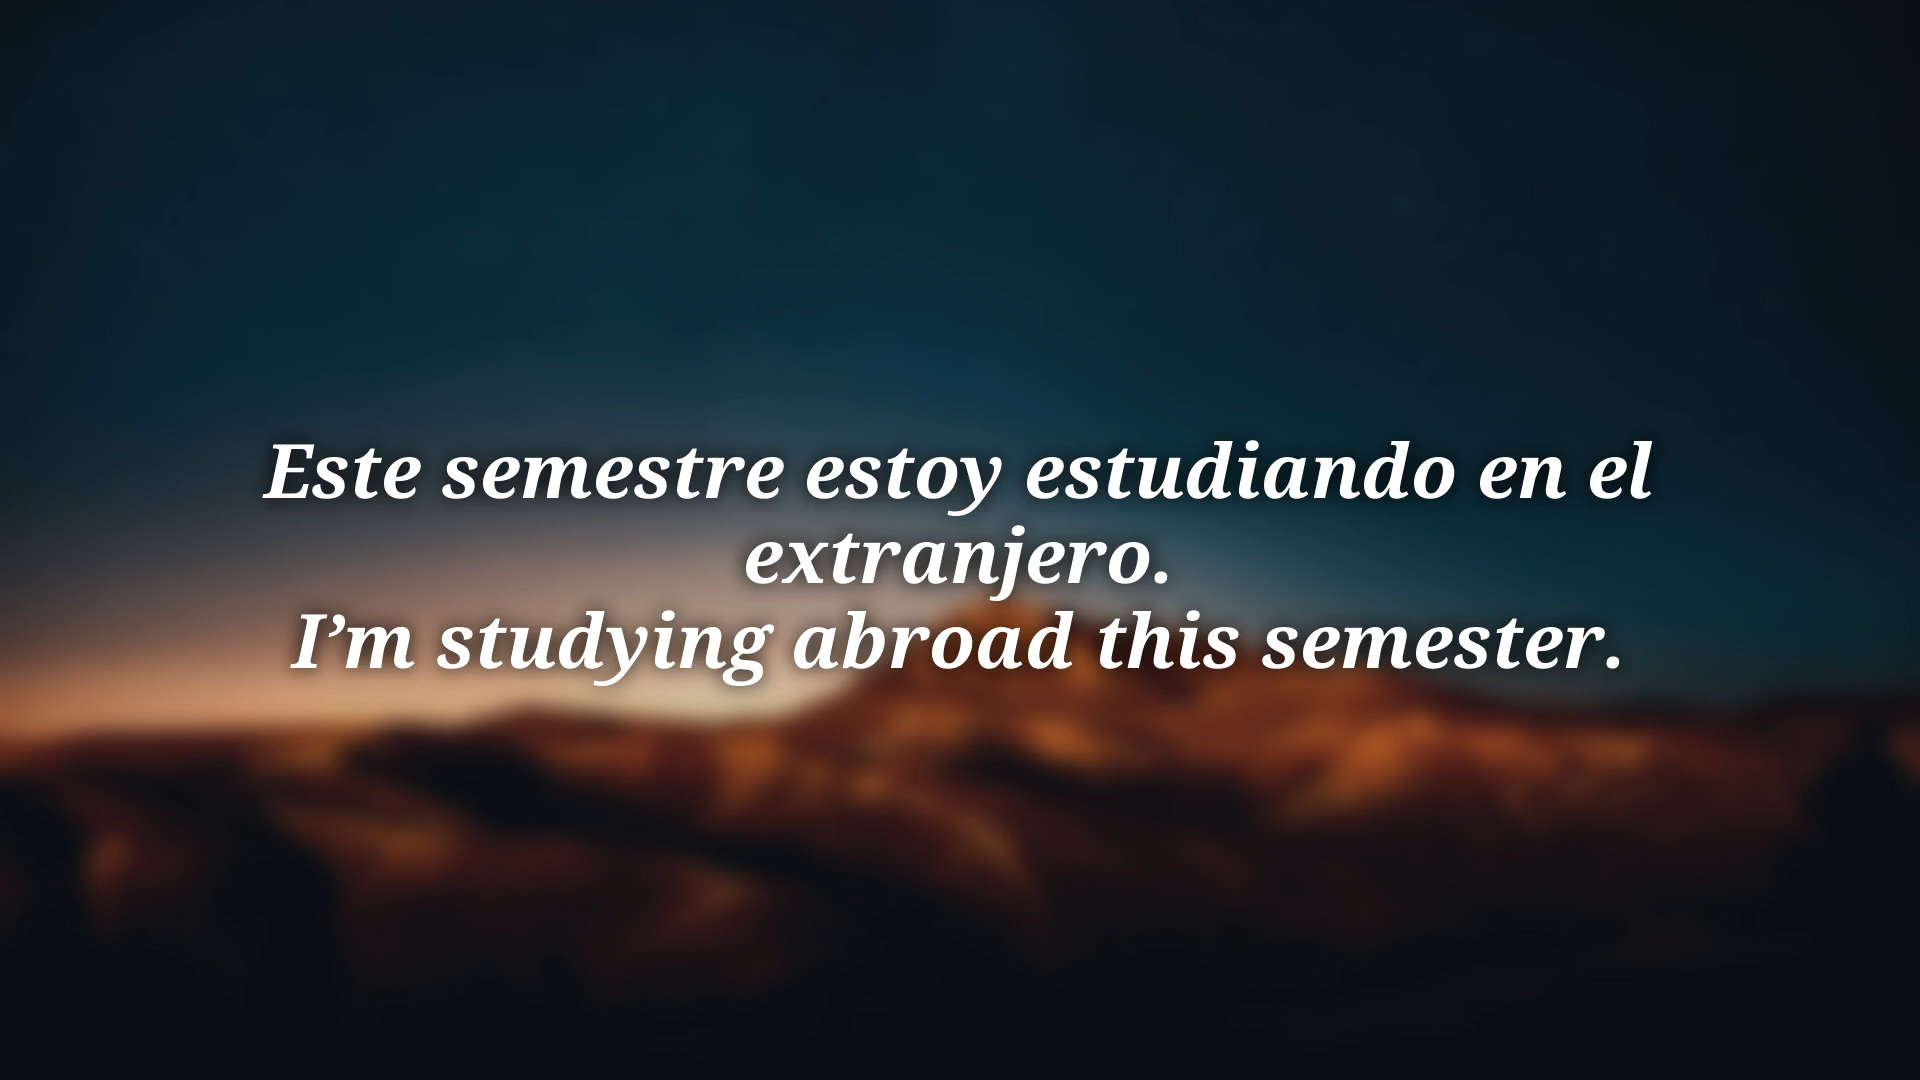 Este semestre estoy estudiando en el
extranjero.
I’m studying abroad this semester.